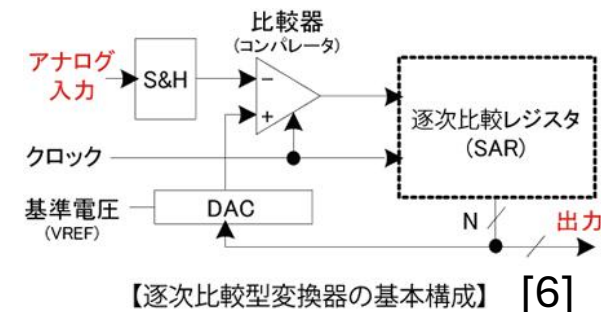 比較器
(コンパレータ)
アナログ
入力
S&H
−
+
逐次比較レジスタ
(SAR)
クロック
基準電圧
(VREF)
DAC
N
出力
【逐次比較型変換器の基本構成】 [6]